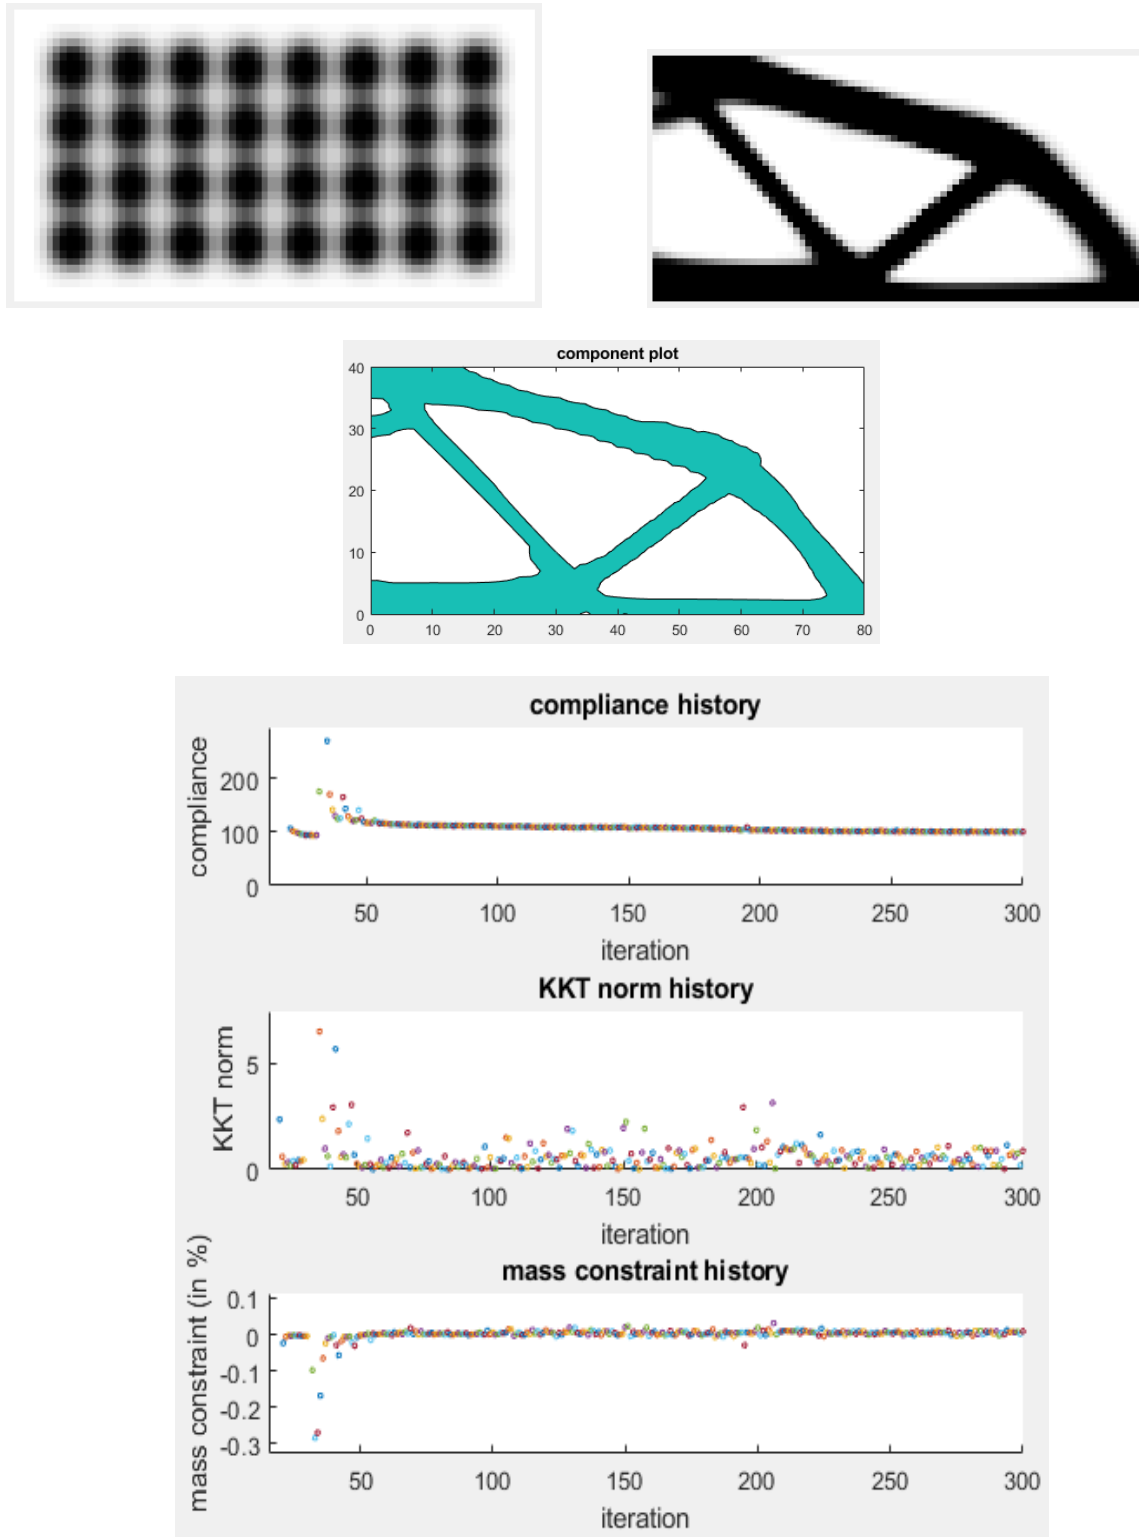 component plot
40
30
20
10
0
0 10 20 30 40 50 60 70 80
compliance history
compliance
200
100
0
50 100 150 200 250 300
iteration
KKT norm history
KKT norm
5
0
50 100 150 200 250 300
iteration
mass constraint history
mass constraint (in %)
0.1
0
-0.1
-0.2
-0.3
50 100 150 200 250 300
iteration